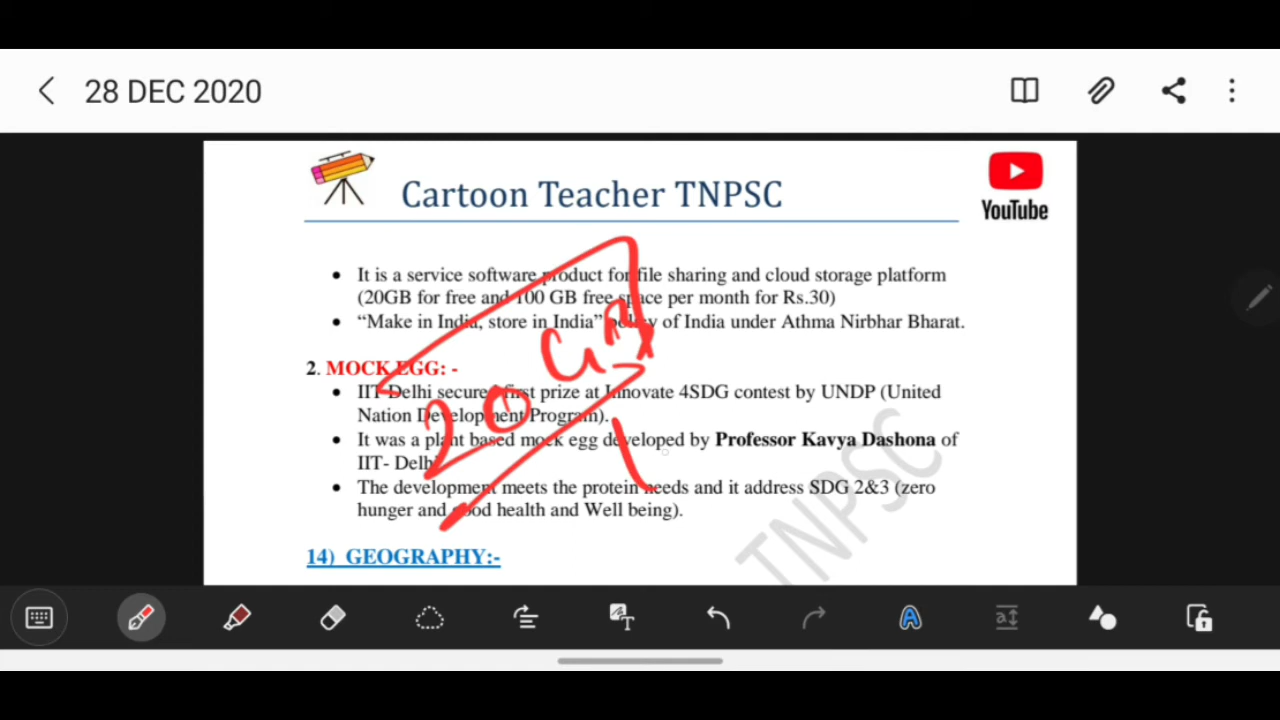 28 DEC 2020
Cartoon Teacher TNPSC
YouTube
• It is a service software product for file sharing and cloud storage platform
(20GB for free and 100 GB free space per month for Rs.30)
• “Make in India, store in India” policy of India under Athma Nirbhar Bharat.
20 GB
2. MOCK EGG: -
• IIT-Delhi secured first prize at Innovate 4SDG contest by UNDP (United
Nation Development Program).
• It was a plant based mock egg developed by Professor Kavya Dashona of
IIT- Delhi
• The development meets the protein needs and it address SDG 2&3 (zero
hunger and good health and Well being).
TNPSC
14) GEOGRAPHY:-